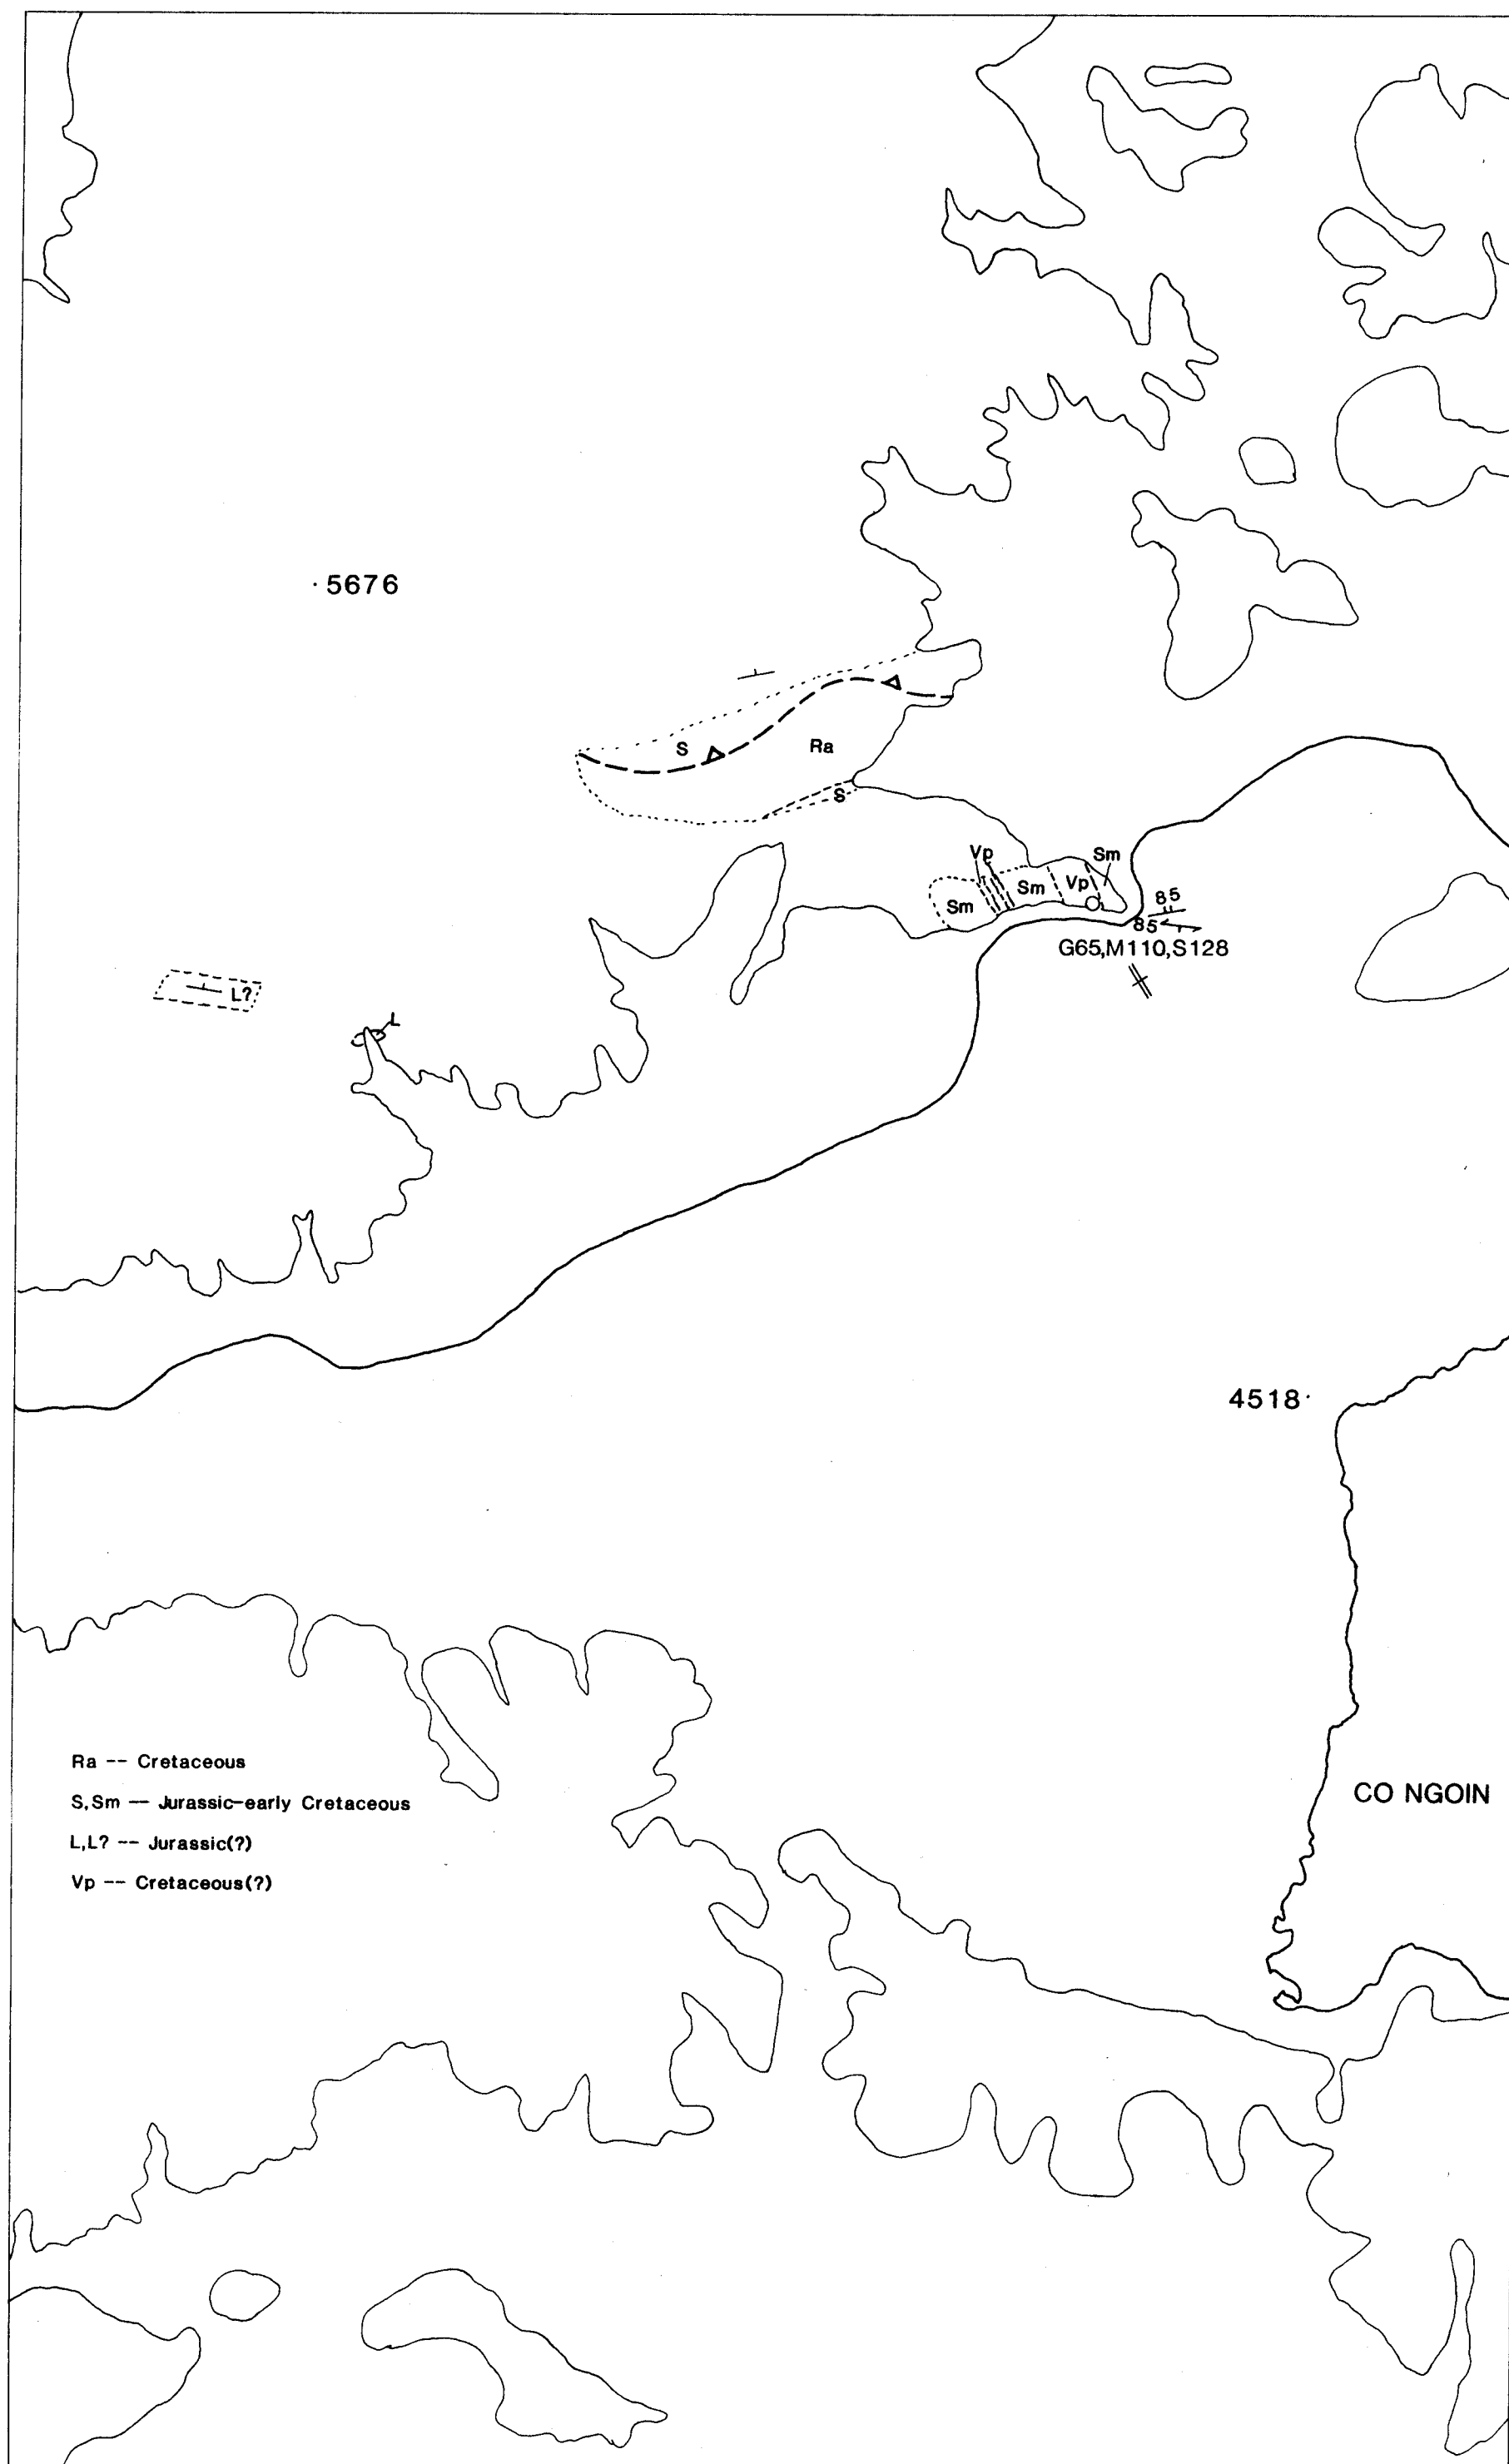 · 5676
S
Ra
S
Vp
Sm
Sm
Vp
Sm
85
85
G65,M110,S128
L?
L
4518 ·
Ra -- Cretaceous
S,Sm — Jurassic-early Cretaceous
L,L? -- Jurassic(?)
Vp -- Cretaceous(?)
CO NGOIN